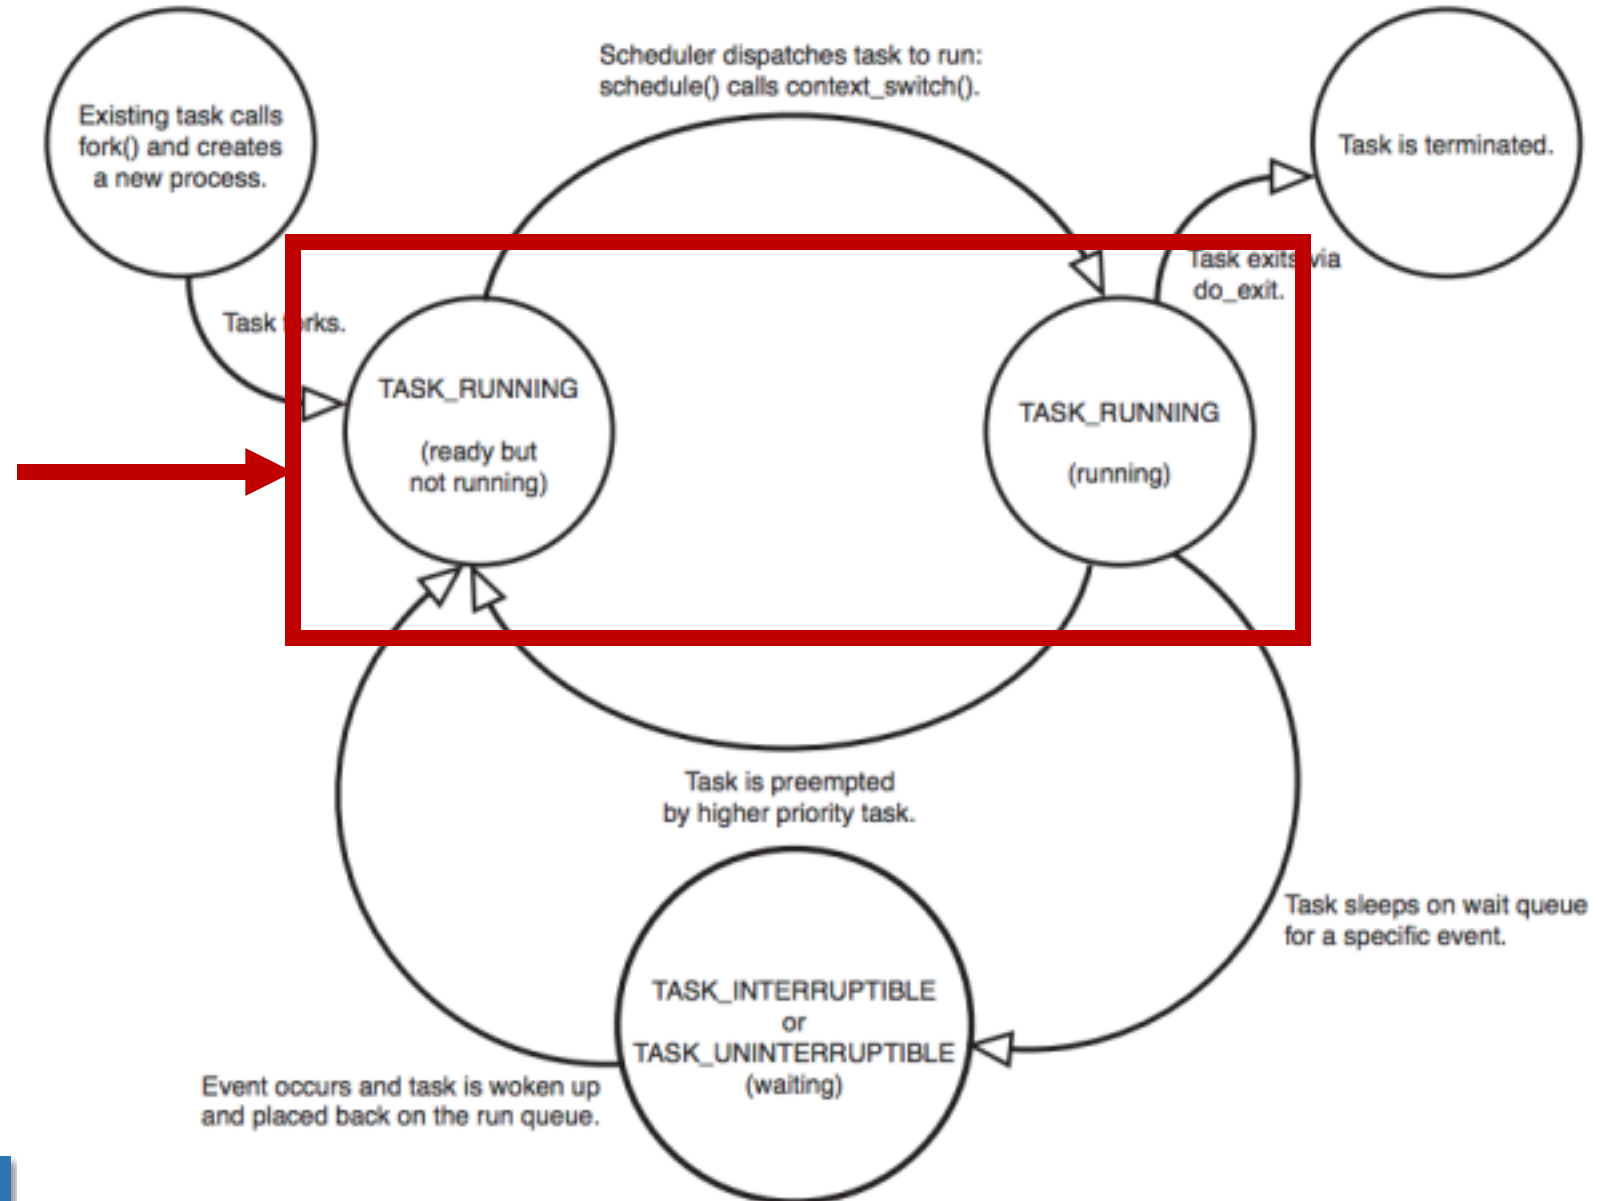 Existing task calls
fork() and creates
a new process.
Scheduler dispatches task to run:
schedule() calls context_switch().
Task is terminated.
Task forks.
Task exits via
do_exit.
TASK_RUNNING
(ready but
not running)
TASK_RUNNING
(running)
Task is preempted
by higher priority task.
Task sleeps on wait queue
for a specific event.
TASK_INTERRUPTIBLE
or
TASK_UNINTERRUPTIBLE
(waiting)
Event occurs and task is woken up
and placed back on the run queue.